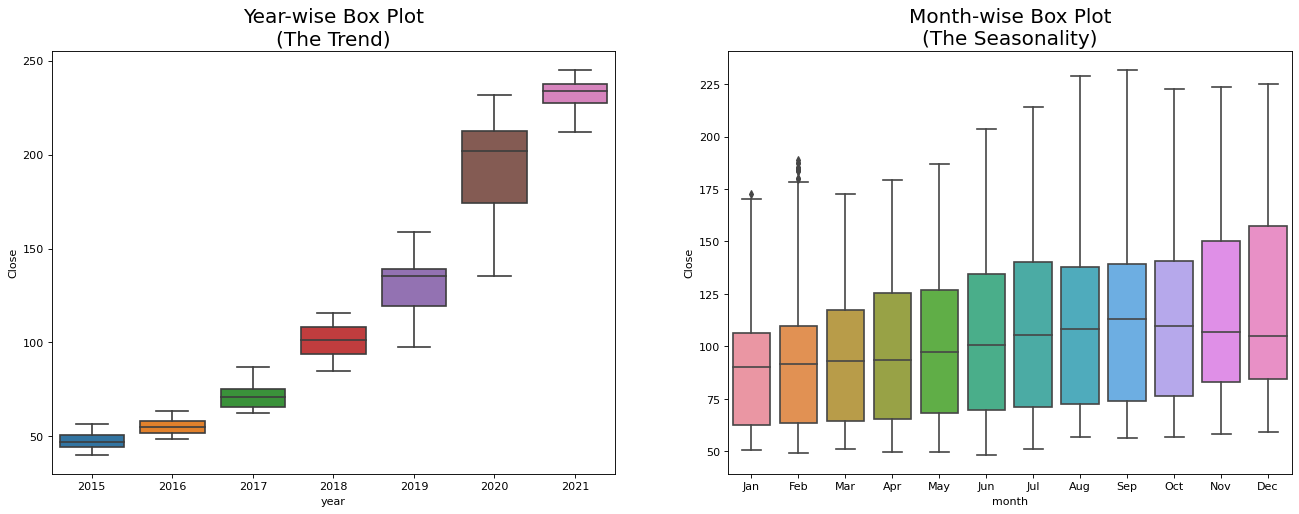 Year-wise Box Plot
(The Trend)
250
200
150
100
50
Close
2015 2016 2017 2018 2019 2020 2021
year
Month-wise Box Plot
(The Seasonality)
225
200
175
150
125
100
75
50
Close
Jan Feb Mar Apr May Jun Jul Aug Sep Oct Nov Dec
month